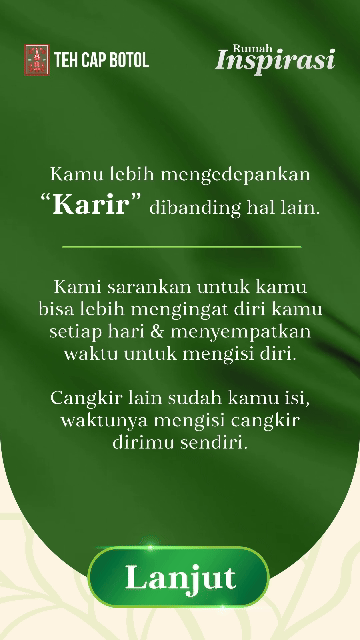 TEH CAP BOTOL
Rumah
Inspirasi
Kamu lebih mengedepankan
“Karir” dibanding hal lain.
Kami sarankan untuk kamu
bisa lebih mengingat diri kamu
setiap hari & menyempatkan
waktu untuk mengisi diri.
Cangkir lain sudah kamu isi,
waktunya mengisi cangkir
dirimu sendiri.
Lanjut